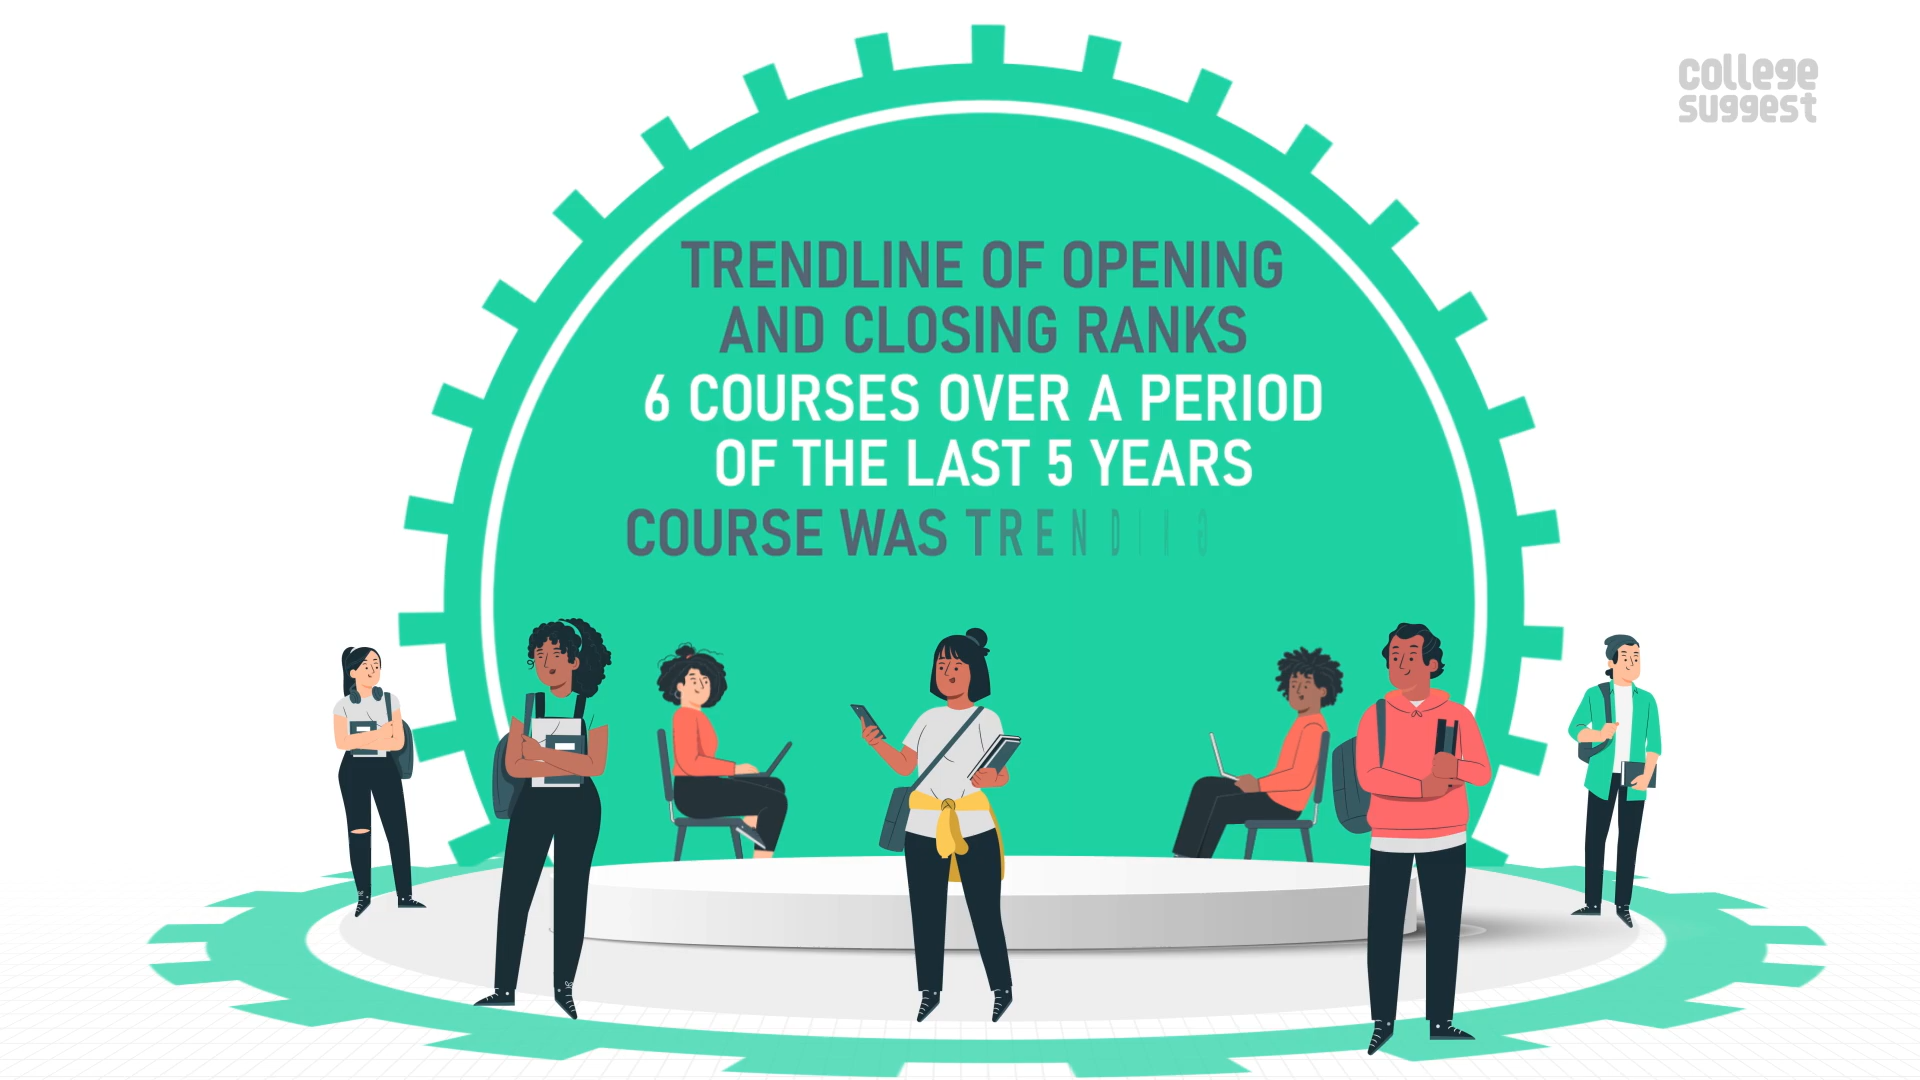 college
suggest
TRENDLINE OF OPENING
AND CLOSING RANKS
6 COURSES OVER A PERIOD
OF THE LAST 5 YEARS
COURSE WAS TRENDING